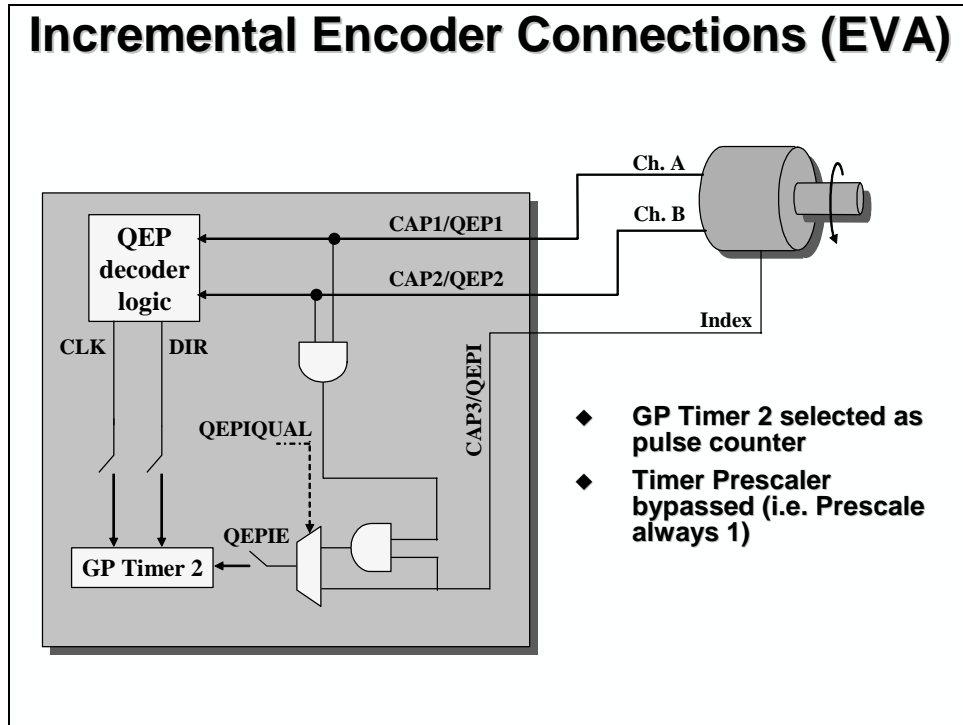 Incremental Encoder Connections (EVA)
Ch. A
Ch. B
CAP1/QEP1
CAP2/QEP2
QEP
decoder
logic
Index
CLK
DIR
CAP3/QEPI
QEPIQUAL
QEPIE
GP Timer 2
◆ GP Timer 2 selected as
pulse counter
◆ Timer Prescaler
bypassed (i.e. Prescale
always 1)